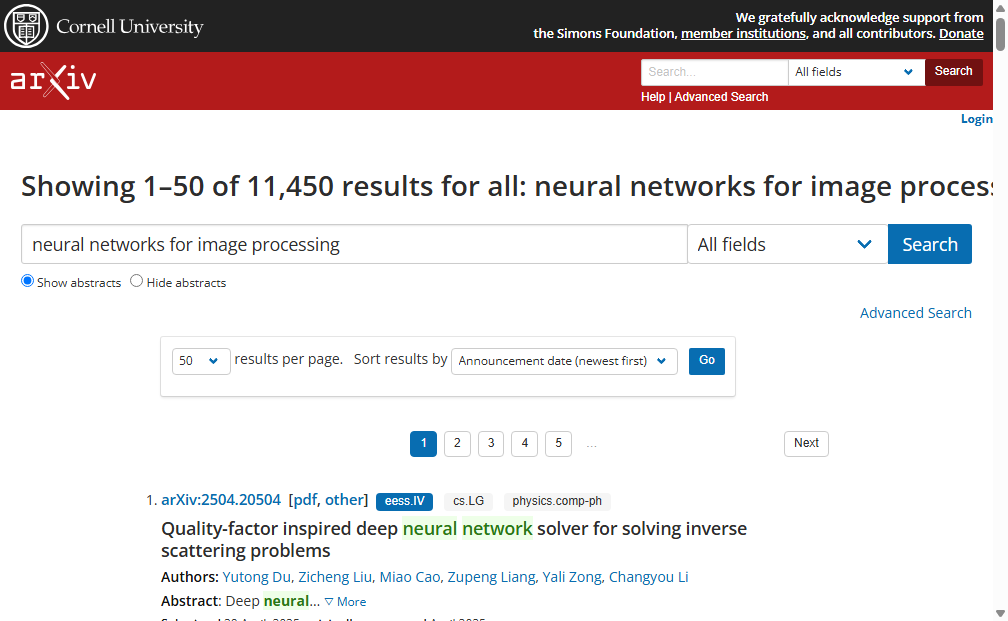 Cornell University
We gratefully acknowledge support from
the Simons Foundation, member institutions, and all contributors. Donate
arXiv
Search...
All fields
Search
Help | Advanced Search
Login
Showing 1–50 of 11,450 results for all: neural networks for image proces
neural networks for image processing
All fields
Search
Show abstracts
Hide abstracts
Advanced Search
50 results per page. Sort results by Announcement date (newest first) Go
1 2 3 4 5 ... Next
1. arXiv:2504.20504 [pdf, other] eess.IV cs.LG physics.comp-ph
Quality-factor inspired deep neural network solver for solving inverse
scattering problems
Authors: Yutong Du, Zicheng Liu, Miao Cao, Zupeng Liang, Yali Zong, Changyou Li
Abstract: Deep neural… ▽ More